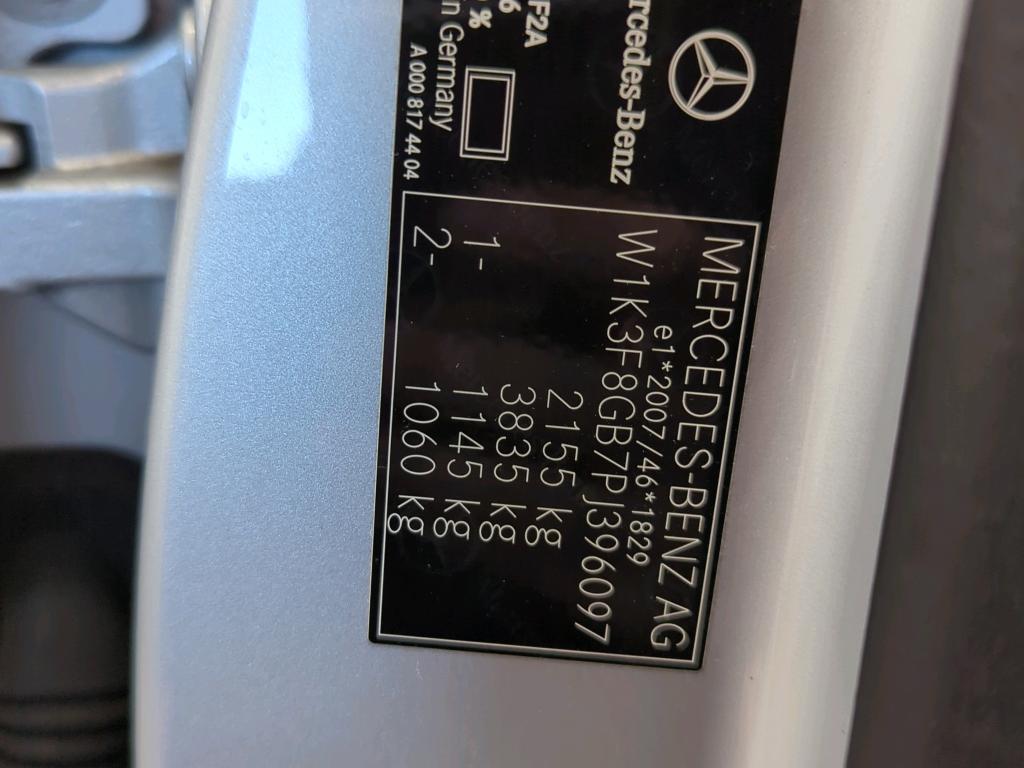 rcedes-Benz
F2A
6
%
n Germany
A 000 817 44 04
MERCEDES-BENZ AG
e1*2007/46*1829
W1K3F8GB7PJ396097
2155 kg
3835 kg
1- 1145 kg
2- 1060 kg